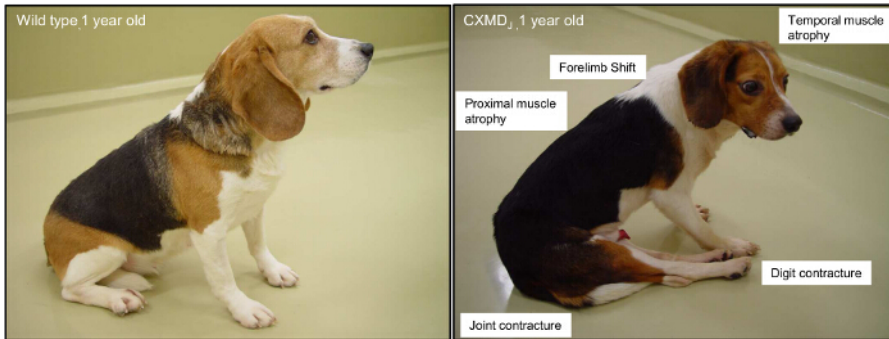 Wild type, 1 year old
CXMDJ, 1 year old
Temporal muscle
atrophy
Forelimb Shift
Proximal muscle
atrophy
Digit contracture
Joint contracture